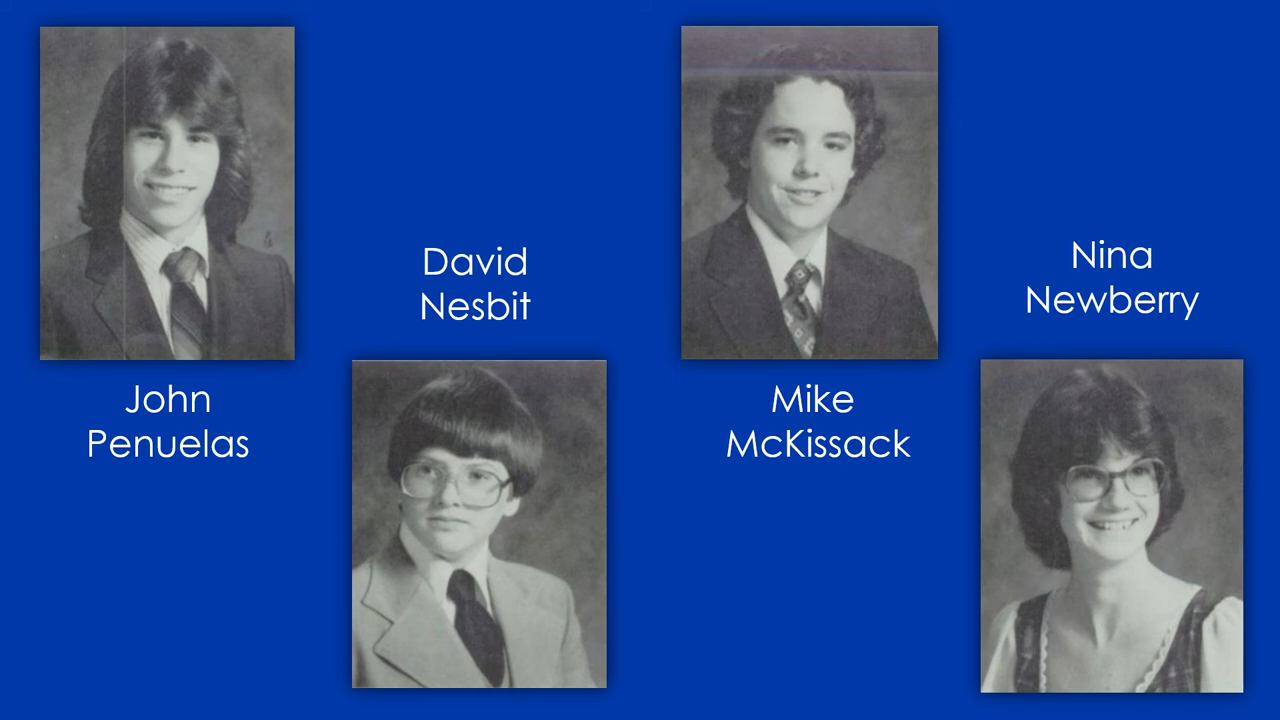 John
Penuelas
David
Nesbit
Mike
McKissack
Nina
Newberry